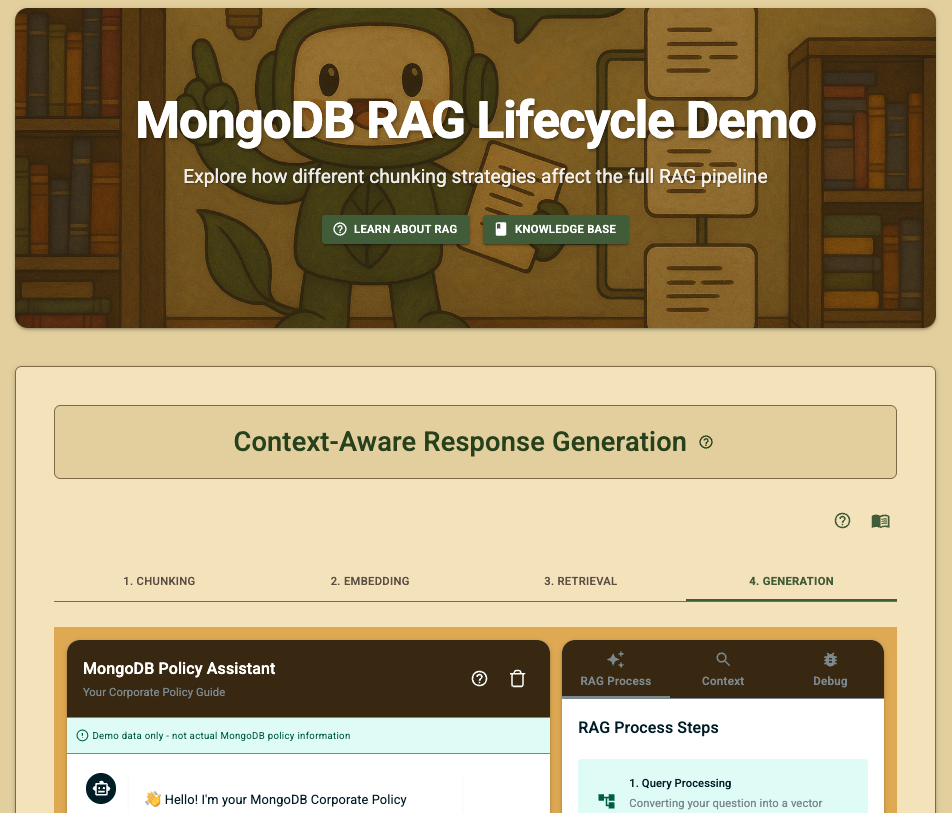 MongoDB RAG Lifecycle Demo
Explore how different chunking strategies affect the full RAG pipeline
LEARN ABOUT RAG
KNOWLEDGE BASE
Context-Aware Response Generation
1. CHUNKING
2. EMBEDDING
3. RETRIEVAL
4. GENERATION
MongoDB Policy Assistant
Your Corporate Policy Guide
Demo data only - not actual MongoDB policy information
👋 Hello! I'm your MongoDB Corporate Policy
RAG Process
Context
Debug
RAG Process Steps
1. Query Processing
Converting your question into a vector